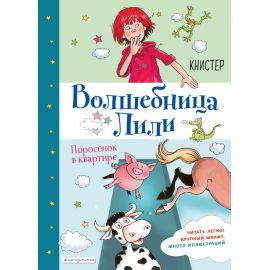 КНИСТЕР
Волшебница
Лили
Поросёнок в квартире
ЧИТАТЬ ЛЕГКО!
КРУПНЫЙ ШРИФТ,
МНОГО ИЛЛЮСТРАЦИЙ